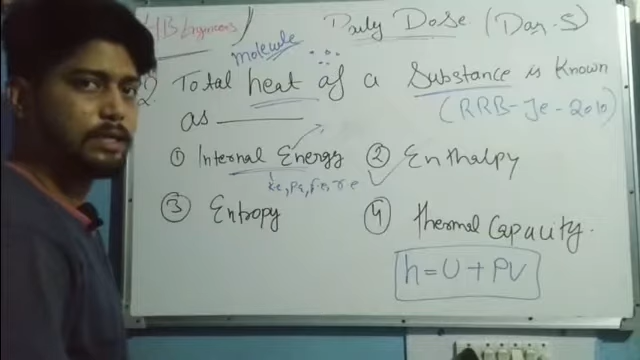 Daily Dose (Day-5)
molecule
2. Total heat of a Substance is Known
as
(RRB-Je-2010)
① Internal Energy ② Enthalpy
③ Entropy ④ Thermal Capacity.
h = U + PV